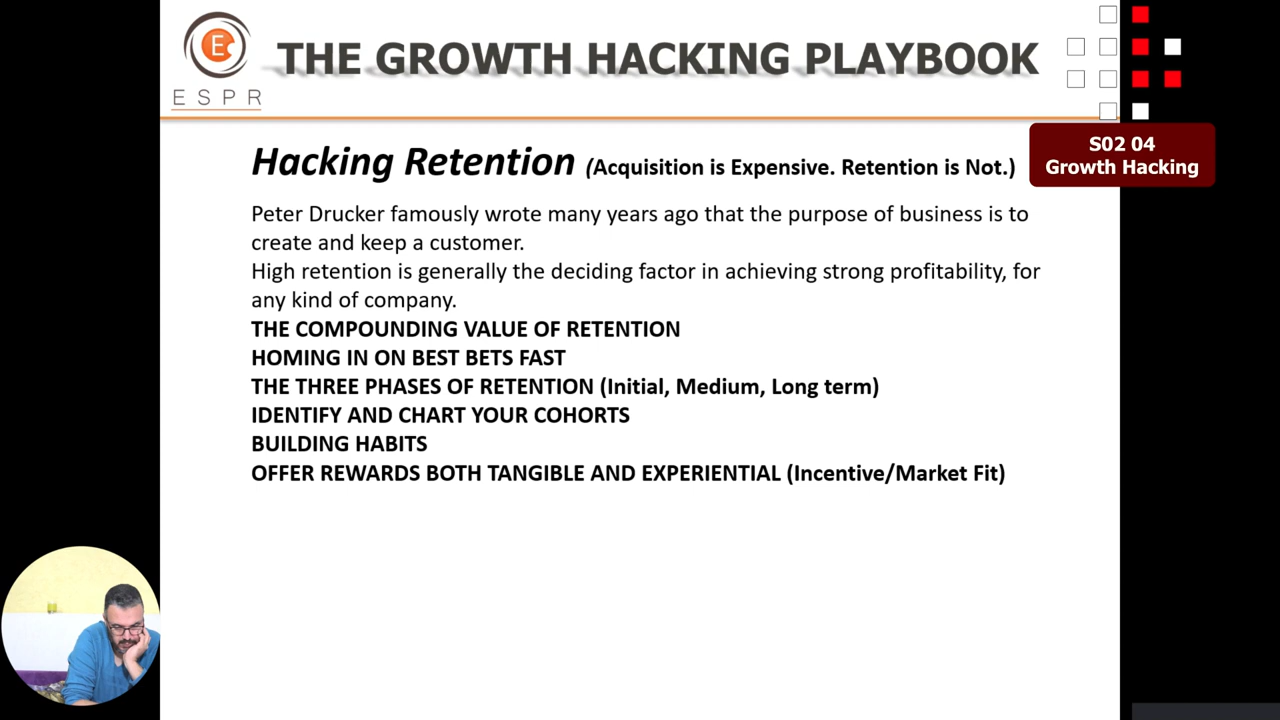 E
ESPR
THE GROWTH HACKING PLAYBOOK
S02 04
Growth Hacking
Hacking Retention (Acquisition is Expensive. Retention is Not.)
Peter Drucker famously wrote many years ago that the purpose of business is to
create and keep a customer.
High retention is generally the deciding factor in achieving strong profitability, for
any kind of company.
THE COMPOUNDING VALUE OF RETENTION
HOMING IN ON BEST BETS FAST
THE THREE PHASES OF RETENTION (Initial, Medium, Long term)
IDENTIFY AND CHART YOUR COHORTS
BUILDING HABITS
OFFER REWARDS BOTH TANGIBLE AND EXPERIENTIAL (Incentive/Market Fit)